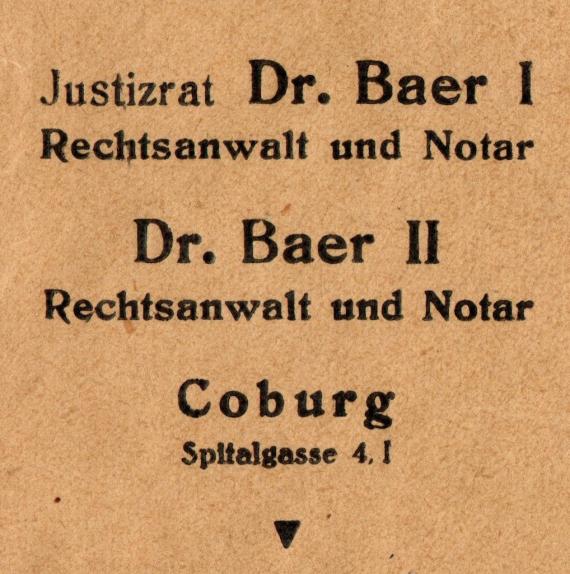 Justizrat Dr. Baer I
Rechtsanwalt und Notar
Dr. Baer II
Rechtsanwalt und Notar
Coburg
Spitalgasse 4, I